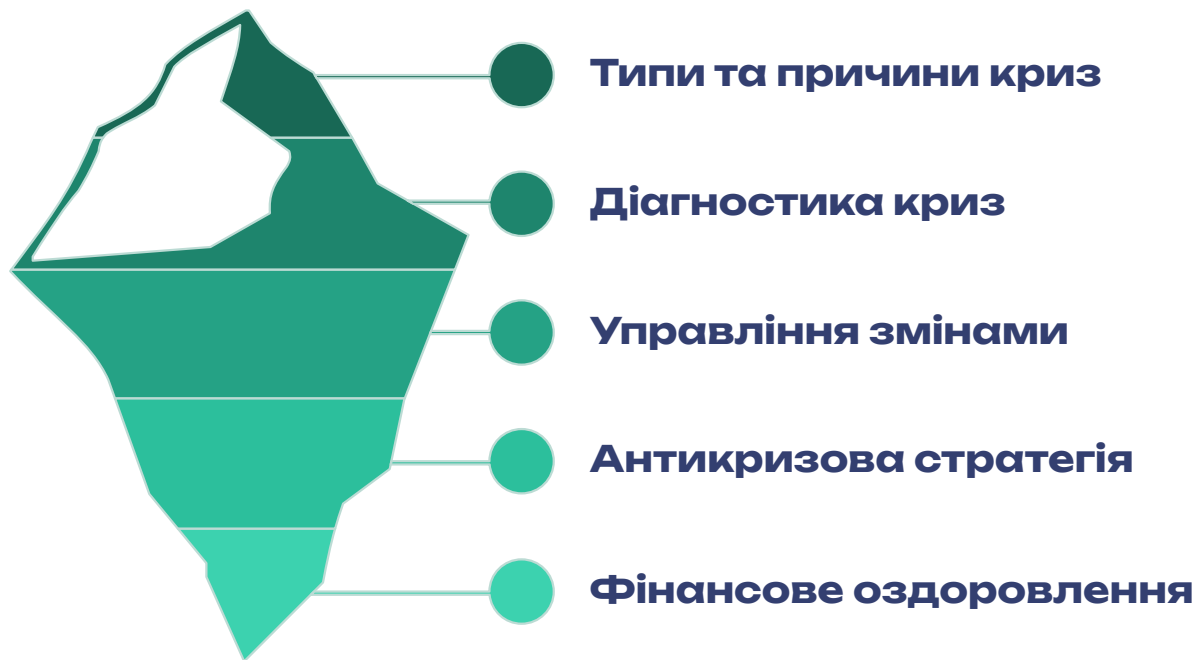 Типи та причини криз
Діагностика криз
Управління змінами
Антикризова стратегія
Фінансове оздоровлення